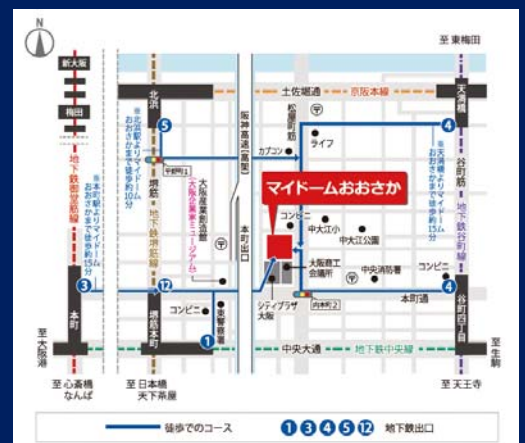 N
至東梅田
新大阪
梅田
北浜
土佐堀通
京阪本線
天満橋
松屋町筋
〒
ライフ
カプコン
※北浜駅よりマイドーム
おおさかまで徒歩約10分
5
4
平野町1
堺筋
地下鉄堺筋線
大阪産業創造館
(大阪企業家ミュージアム)
〒
阪神高速(高架)
本町出口
マイドームおおさか
コンビニ
中大江小
中大江公園
大阪商工
会議所
中央消防署
コンビニ
谷町筋
地下鉄谷町線
※天満橋よりマイドーム
おおさかまで徒歩約15分
地下鉄御堂筋線
※本町駅よりマイドーム
おおさかまで徒歩約15分
3
12
4
本町
堺筋本町
コンビニ
東警察署
シティプラザ
大阪
内本町2
本町通
谷町四丁目
1
至大阪港
中央大通
地下鉄中央線
至生駒
至心斎橋
なんば
至日本橋
天下茶屋
至天王寺
徒歩でのコース
1 3 4 5 12 地下鉄出口